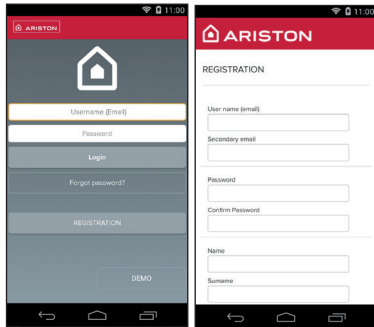 11:00
ARISTON
Username (Email)
Password
Login
Forgot password?
REGISTRATION
DEMO
11:00
ARISTON
REGISTRATION
User name (email)
Secondary email
Password
Confirm Password
Name
Surname